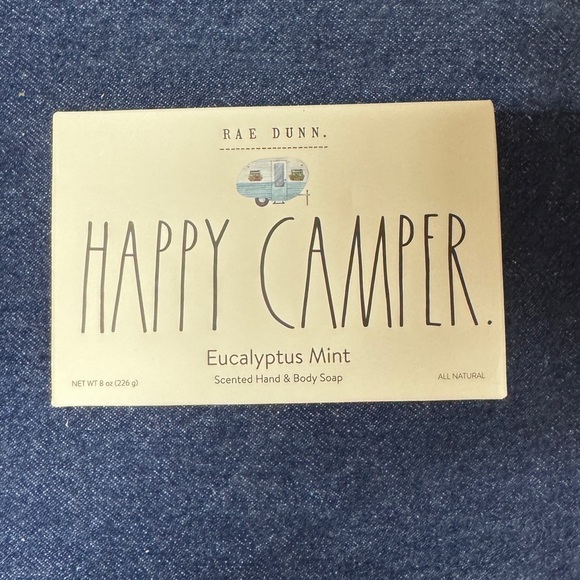 RAE DUNN.
HAPPY CAMPER.
Eucalyptus Mint
Scented Hand & Body Soap
NET WT 8 oz (226 g)
ALL NATURAL